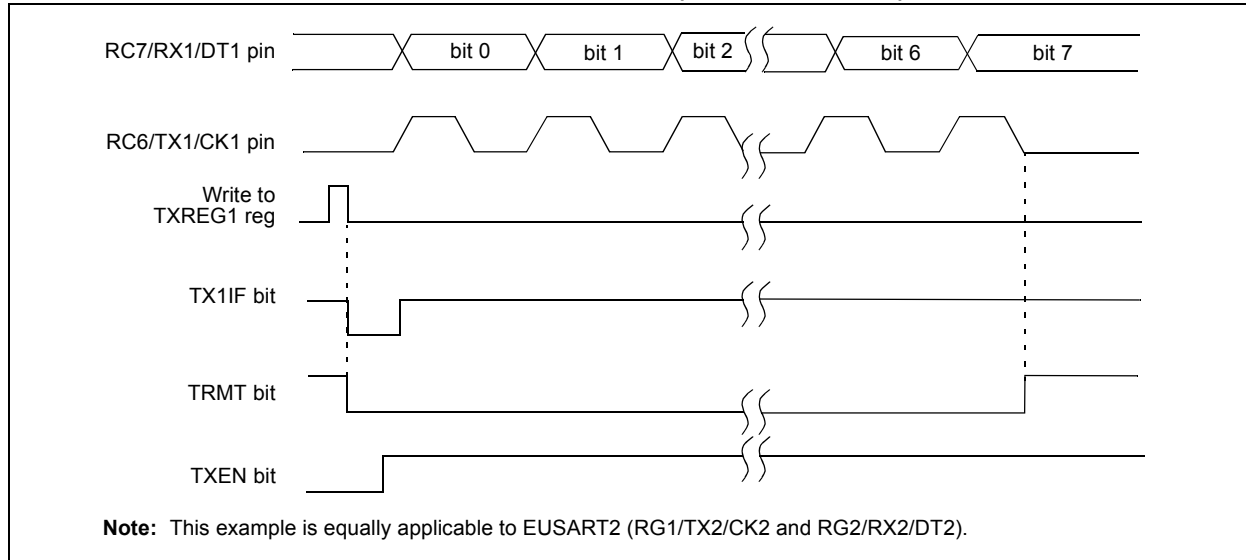 RC7/RX1/DT1 pin
bit 0
bit 1
bit 2
bit 6
bit 7
RC6/TX1/CK1 pin
Write to
TXREG1 reg
TX1IF bit
TRMT bit
TXEN bit
Note: This example is equally applicable to EUSART2 (RG1/TX2/CK2 and RG2/RX2/DT2).